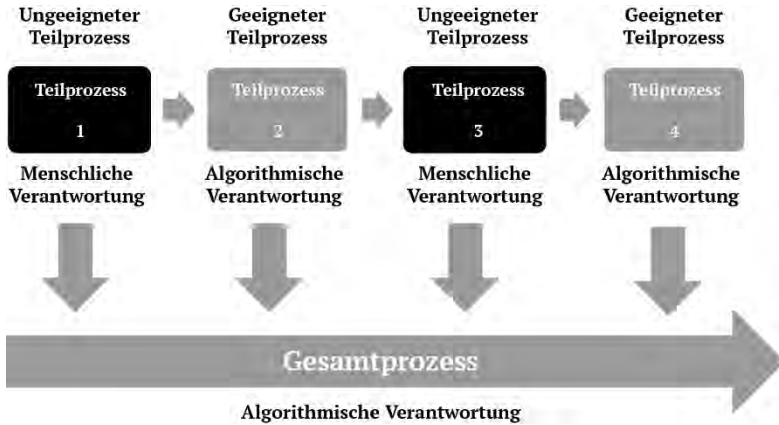 Ungeeigneter
Teilprozess
Geeigneter
Teilprozess
Ungeeigneter
Teilprozess
Geeigneter
Teilprozess
Teilprozess
1
Teilprozess
2
Teilprozess
3
Teilprozess
4
Menschliche
Verantwortung
Algorithmische
Verantwortung
Menschliche
Verantwortung
Algorithmische
Verantwortung
Gesamtprozess
Algorithmische Verantwortung